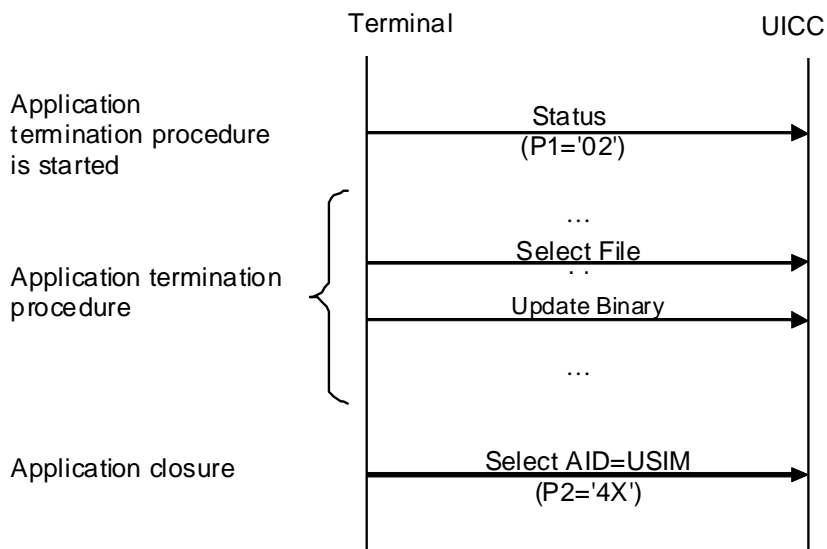 Terminal
UICC
Application
termination procedure
is started
Status
(P1='02')
...
Select File
. .
Application termination
procedure
Update Binary
...
Application closure
Select AID=USIM
(P2='4X')